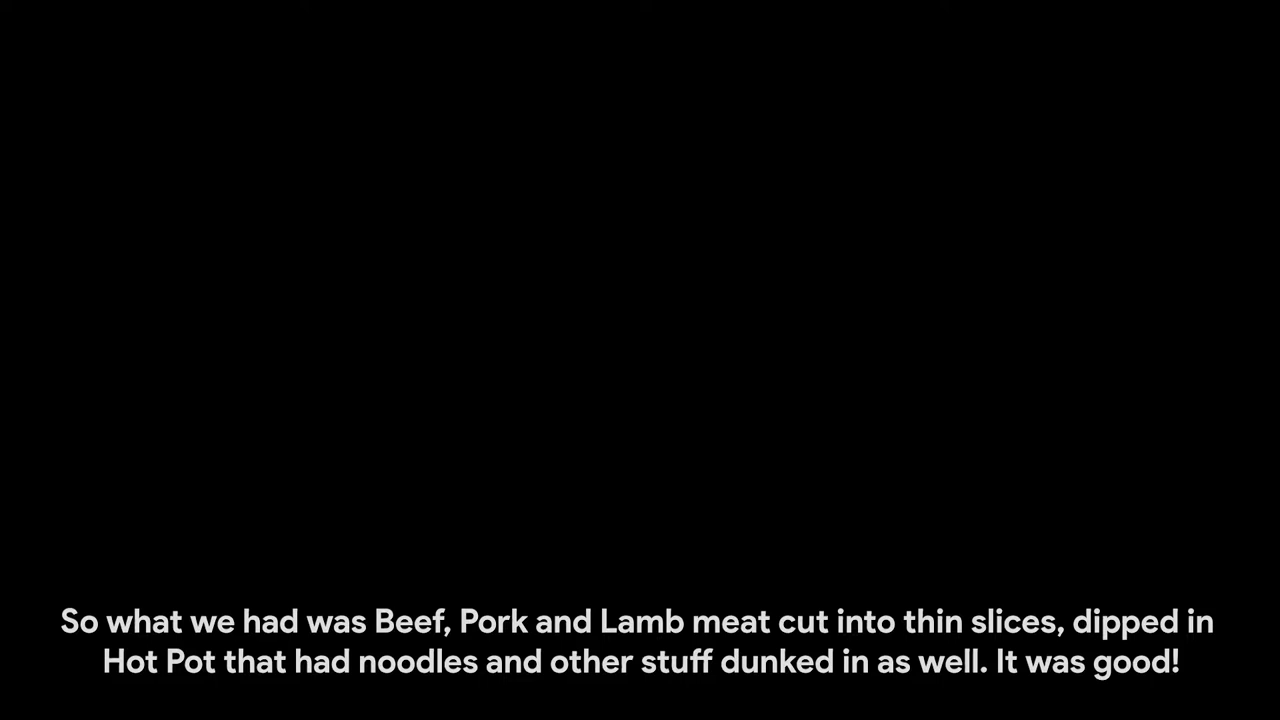 So what we had was Beef, Pork and Lamb meat cut into thin slices, dipped in
Hot Pot that had noodles and other stuff dunked in as well. It was good!